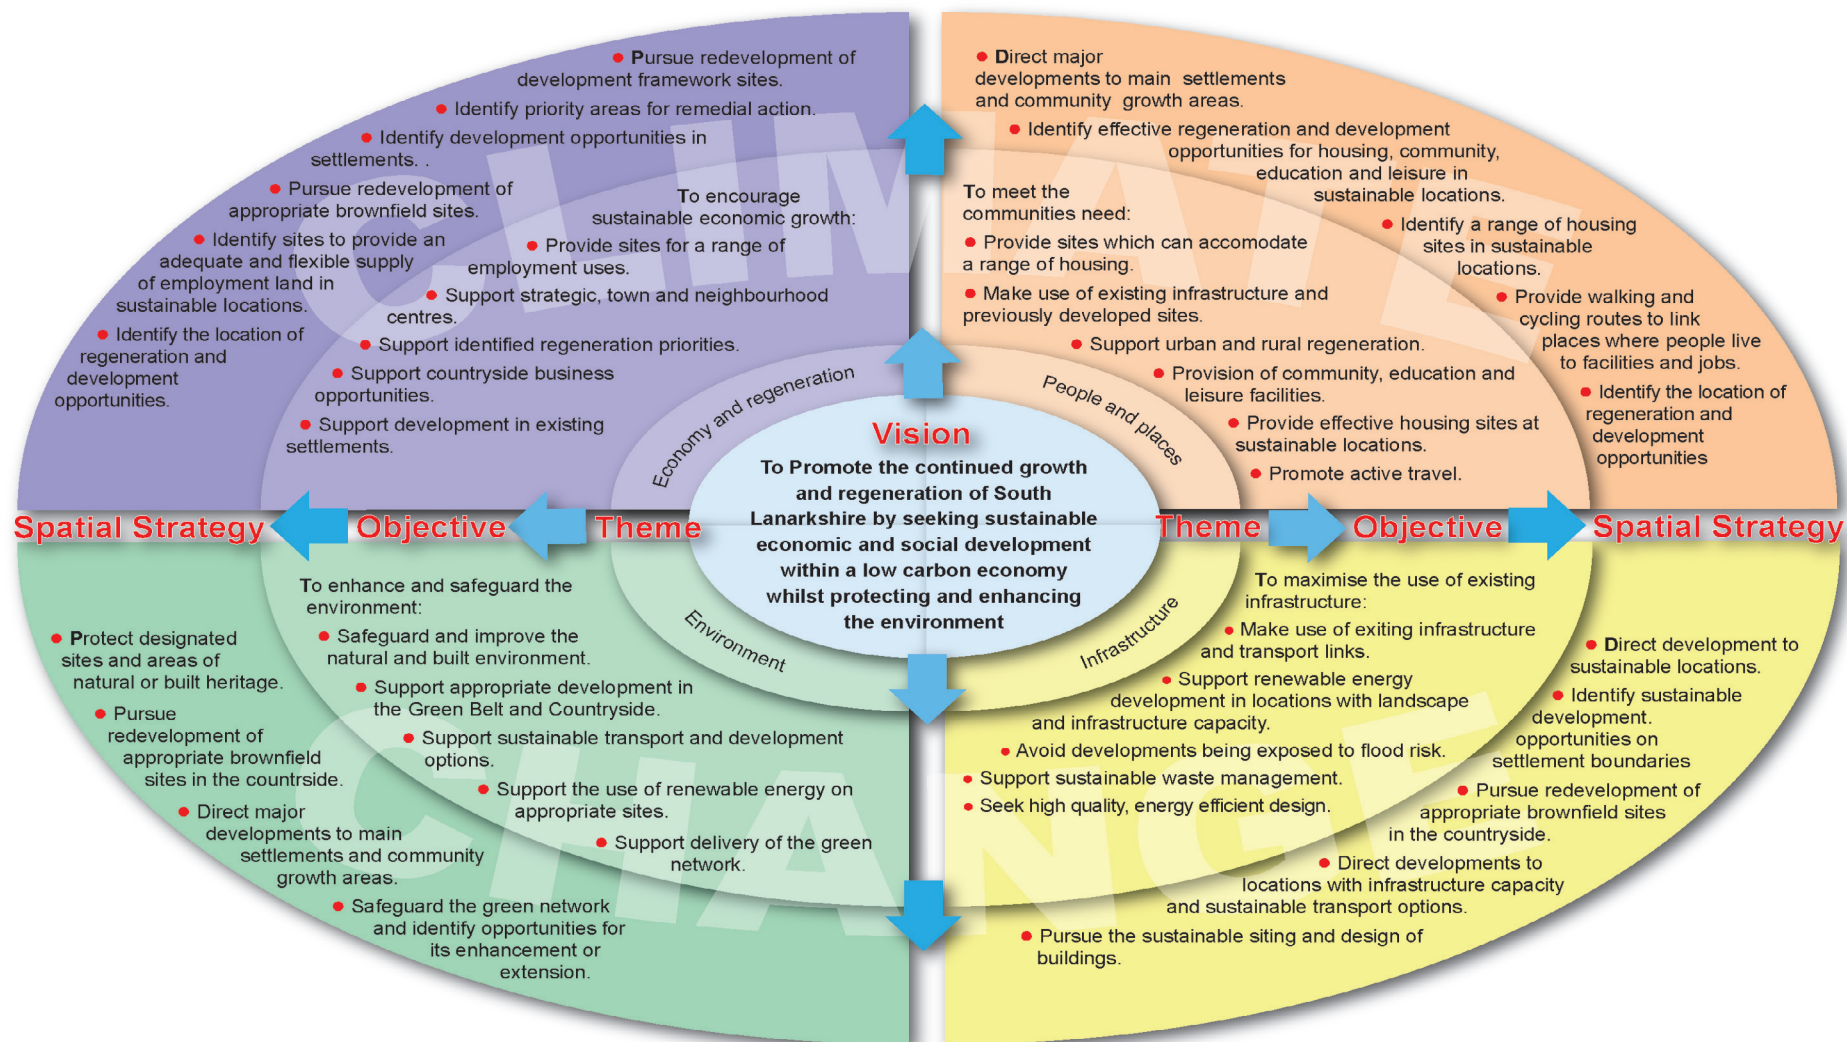 CLIMATE
CHANGE
Pursue redevelopment of
development framework sites.
Identify priority areas for remedial action.
Identify development opportunities in
settlements. .
Pursue redevelopment of
appropriate brownfield sites.
Identify sites to provide an
adequate and flexible supply
of employment land in
sustainable locations.
Identify the location of
regeneration and
development
opportunities.
To encourage
sustainable economic growth:
Provide sites for a range of
employment uses.
Support strategic, town and neighbourhood
centres.
Support identified regeneration priorities.
Support countryside business
opportunities.
Support development in existing
settlements.
Economy and regeneration
Direct major
developments to main settlements
and community growth areas.
Identify effective regeneration and development
opportunities for housing, community,
education and leisure in
sustainable locations.
Identify a range of housing
sites in sustainable
locations.
Provide walking and
cycling routes to link
places where people live
to facilities and jobs.
Identify the location of
regeneration and
development
opportunities
To meet the
communities need:
Provide sites which can accomodate
a range of housing.
Make use of existing infrastructure and
previously developed sites.
Support urban and rural regeneration.
Provision of community, education and
leisure facilities.
Provide effective housing sites at
sustainable locations.
Promote active travel.
People and places
Vision
To Promote the continued growth
and regeneration of South
Lanarkshire by seeking sustainable
economic and social development
within a low carbon economy
whilst protecting and enhancing
the environment
Spatial Strategy Objective Theme Theme Objective Spatial Strategy
Environment
To enhance and safeguard the
environment:
Safeguard and improve the
natural and built environment.
Support appropriate development in
the Green Belt and Countryside.
Support sustainable transport and development
options.
Support the use of renewable energy on
appropriate sites.
Support delivery of the green
network.
Protect designated
sites and areas of
natural or built heritage.
Pursue
redevelopment of
appropriate brownfield
sites in the countrside.
Direct major
developments to main
settlements and community
growth areas.
Safeguard the green network
and identify opportunities for
its enhancement or
extension.
Infrastructure
To maximise the use of existing
infrastructure:
Make use of exiting infrastructure
and transport links.
Support renewable energy
development in locations with landscape
and infrastructure capacity.
Avoid developments being exposed to flood risk.
Support sustainable waste management.
Seek high quality, energy efficient design.
Direct development to
sustainable locations.
Identify sustainable
development.
opportunities on
settlement boundaries
Pursue redevelopment of
appropriate brownfield sites
in the countryside.
Direct developments to
locations with infrastructure capacity
and sustainable transport options.
Pursue the sustainable siting and design of
buildings.